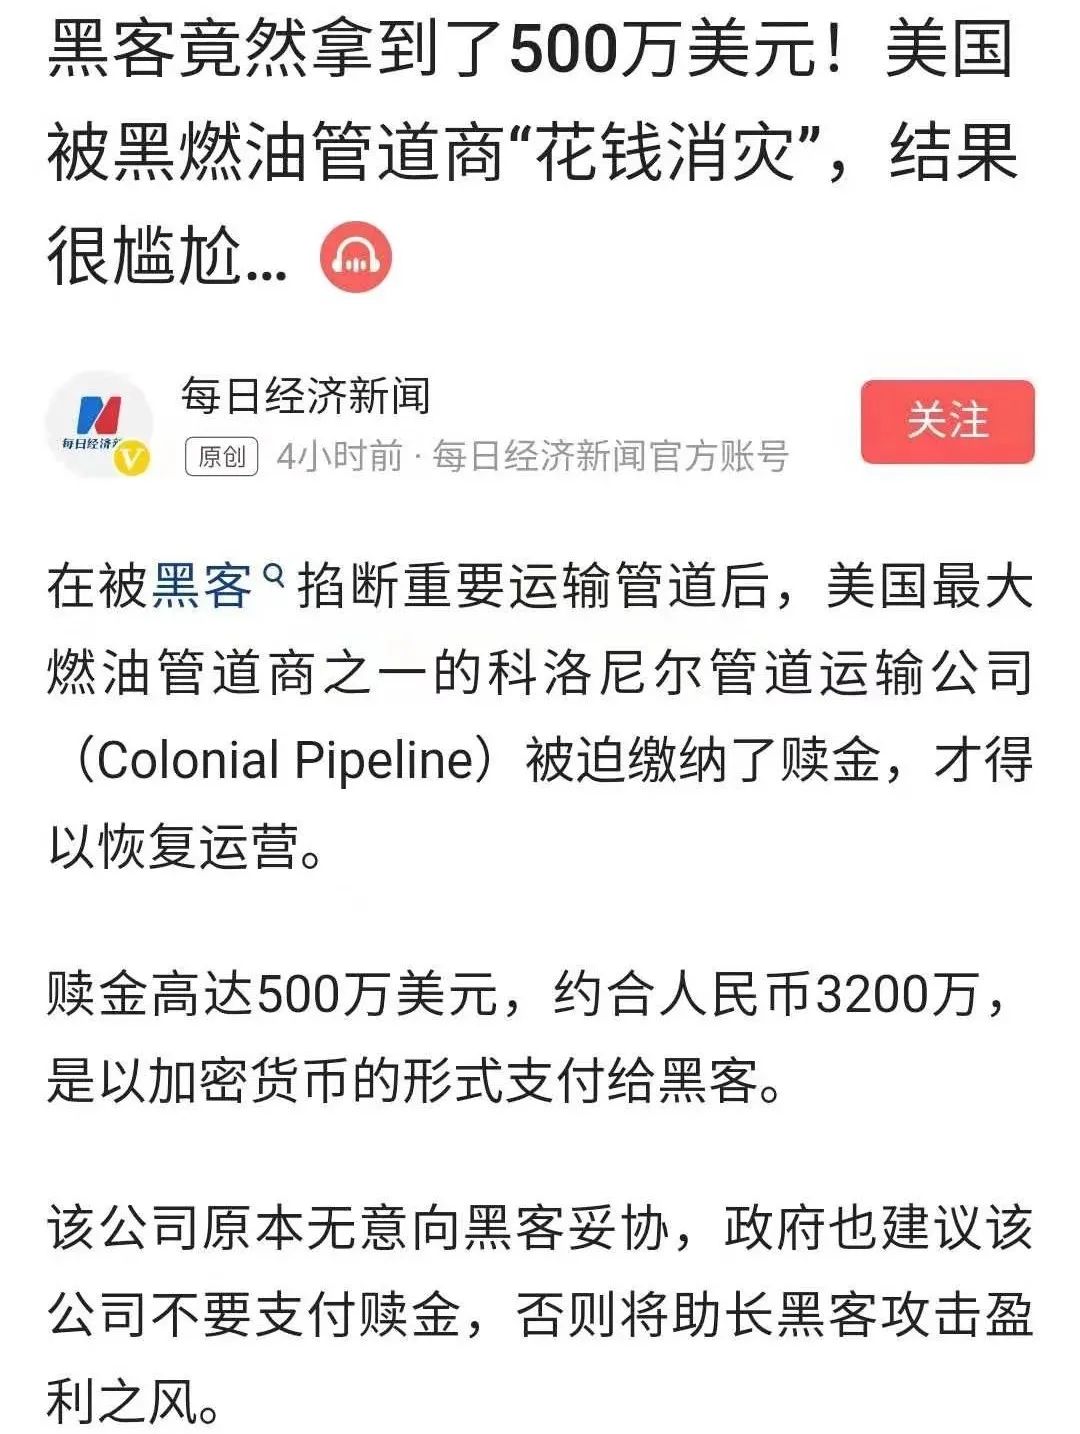 黑客竟然拿到了500万美元！美国
被黑燃油管道商“花钱消灾”，结果
很尴尬...
每日经济新闻
每日经济
原创 4小时前 · 每日经济新闻官方账号
关注
在被黑客掐断重要运输管道后，美国最大
燃油管道商之一的科洛尼尔管道运输公司
（Colonial Pipeline）被迫缴纳了赎金，才得
以恢复运营。
赎金高达500万美元，约合人民币3200万，
是以加密货币的形式支付给黑客。
该公司原本无意向黑客妥协，政府也建议该
公司不要支付赎金，否则将助长黑客攻击盈
利之风。